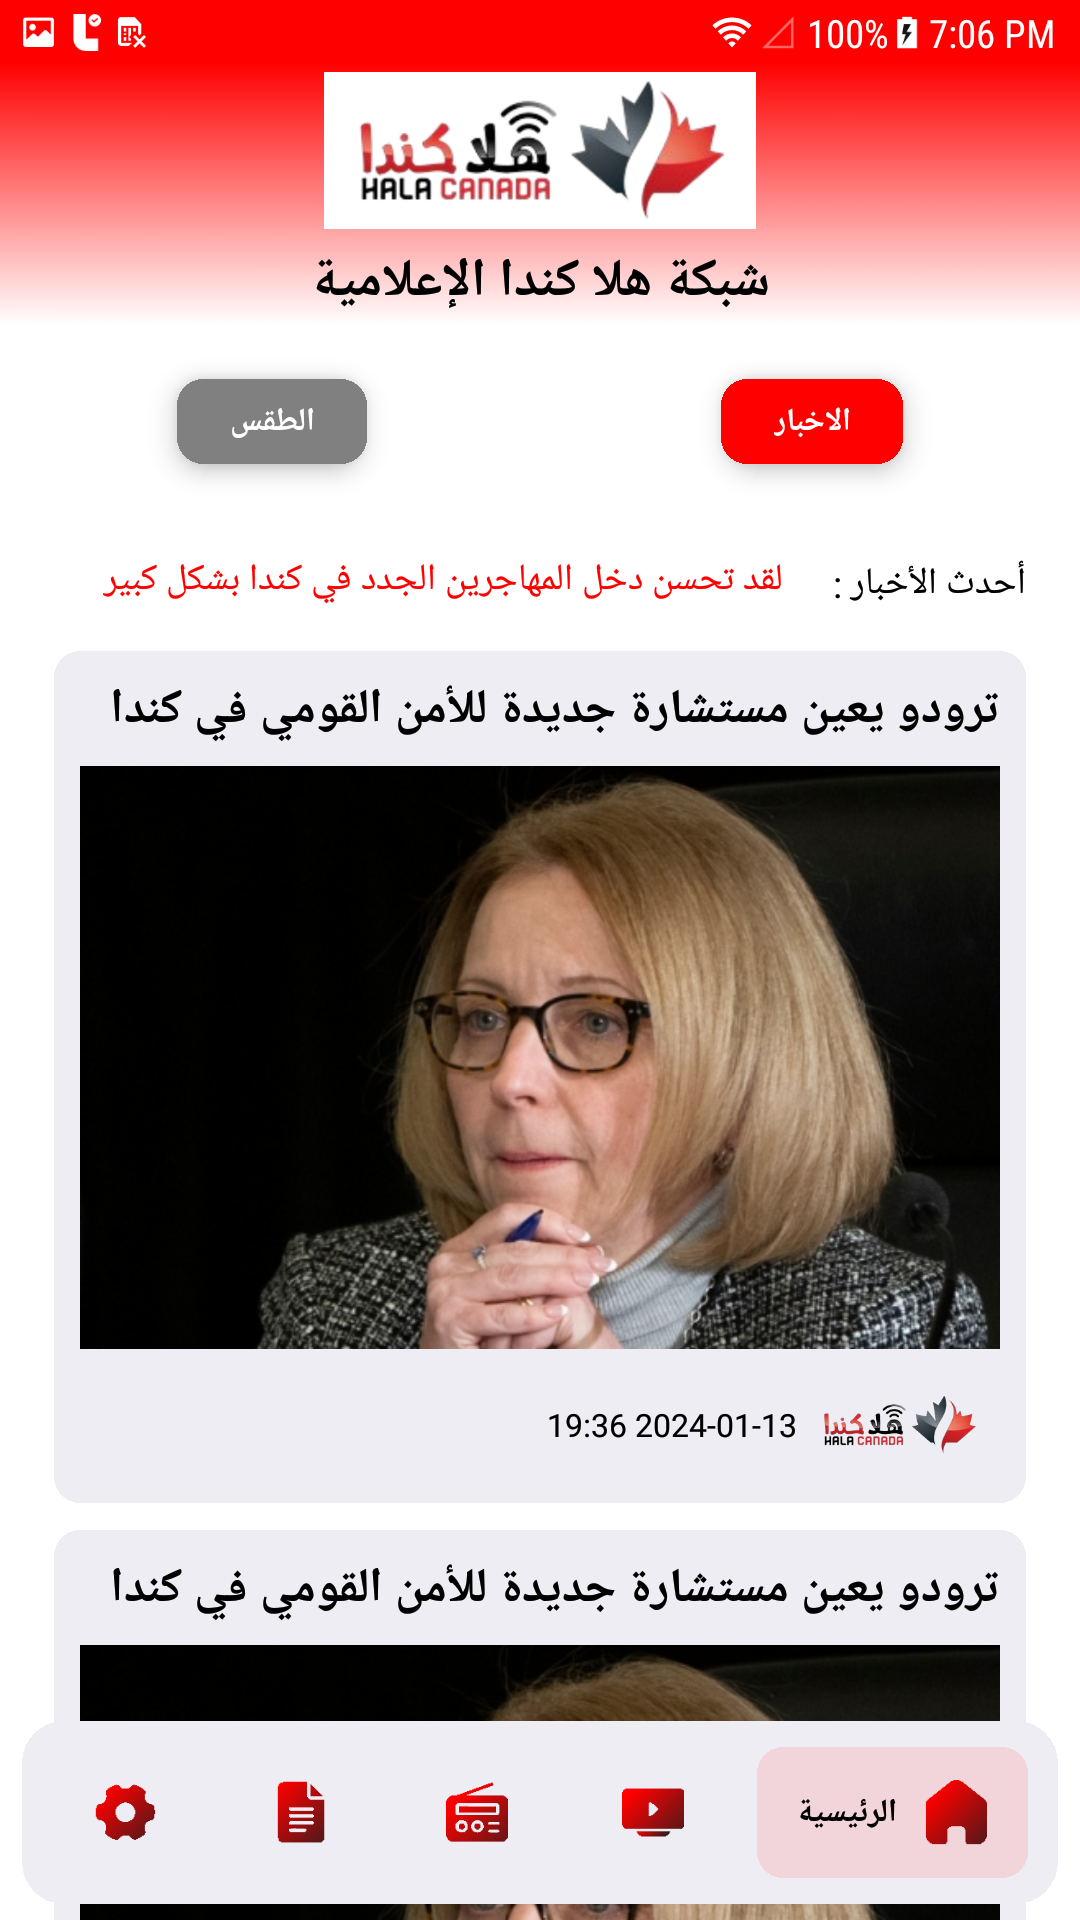 100% 7:06 PM
هلا كندا
HALA CANADA
شبكة هلا كندا الإعلامية
الاخبار
الطقس
أحدث الأخبار :
لقد تحسن دخل المهاجرين الجدد في كندا بشكل كبير
ترودو يعين مستشارة جديدة للأمن القومي في كندا
هلا كندا
HALA CANADA
19:36 2024-01-13
ترودو يعين مستشارة جديدة للأمن القومي في كندا
الرئيسية